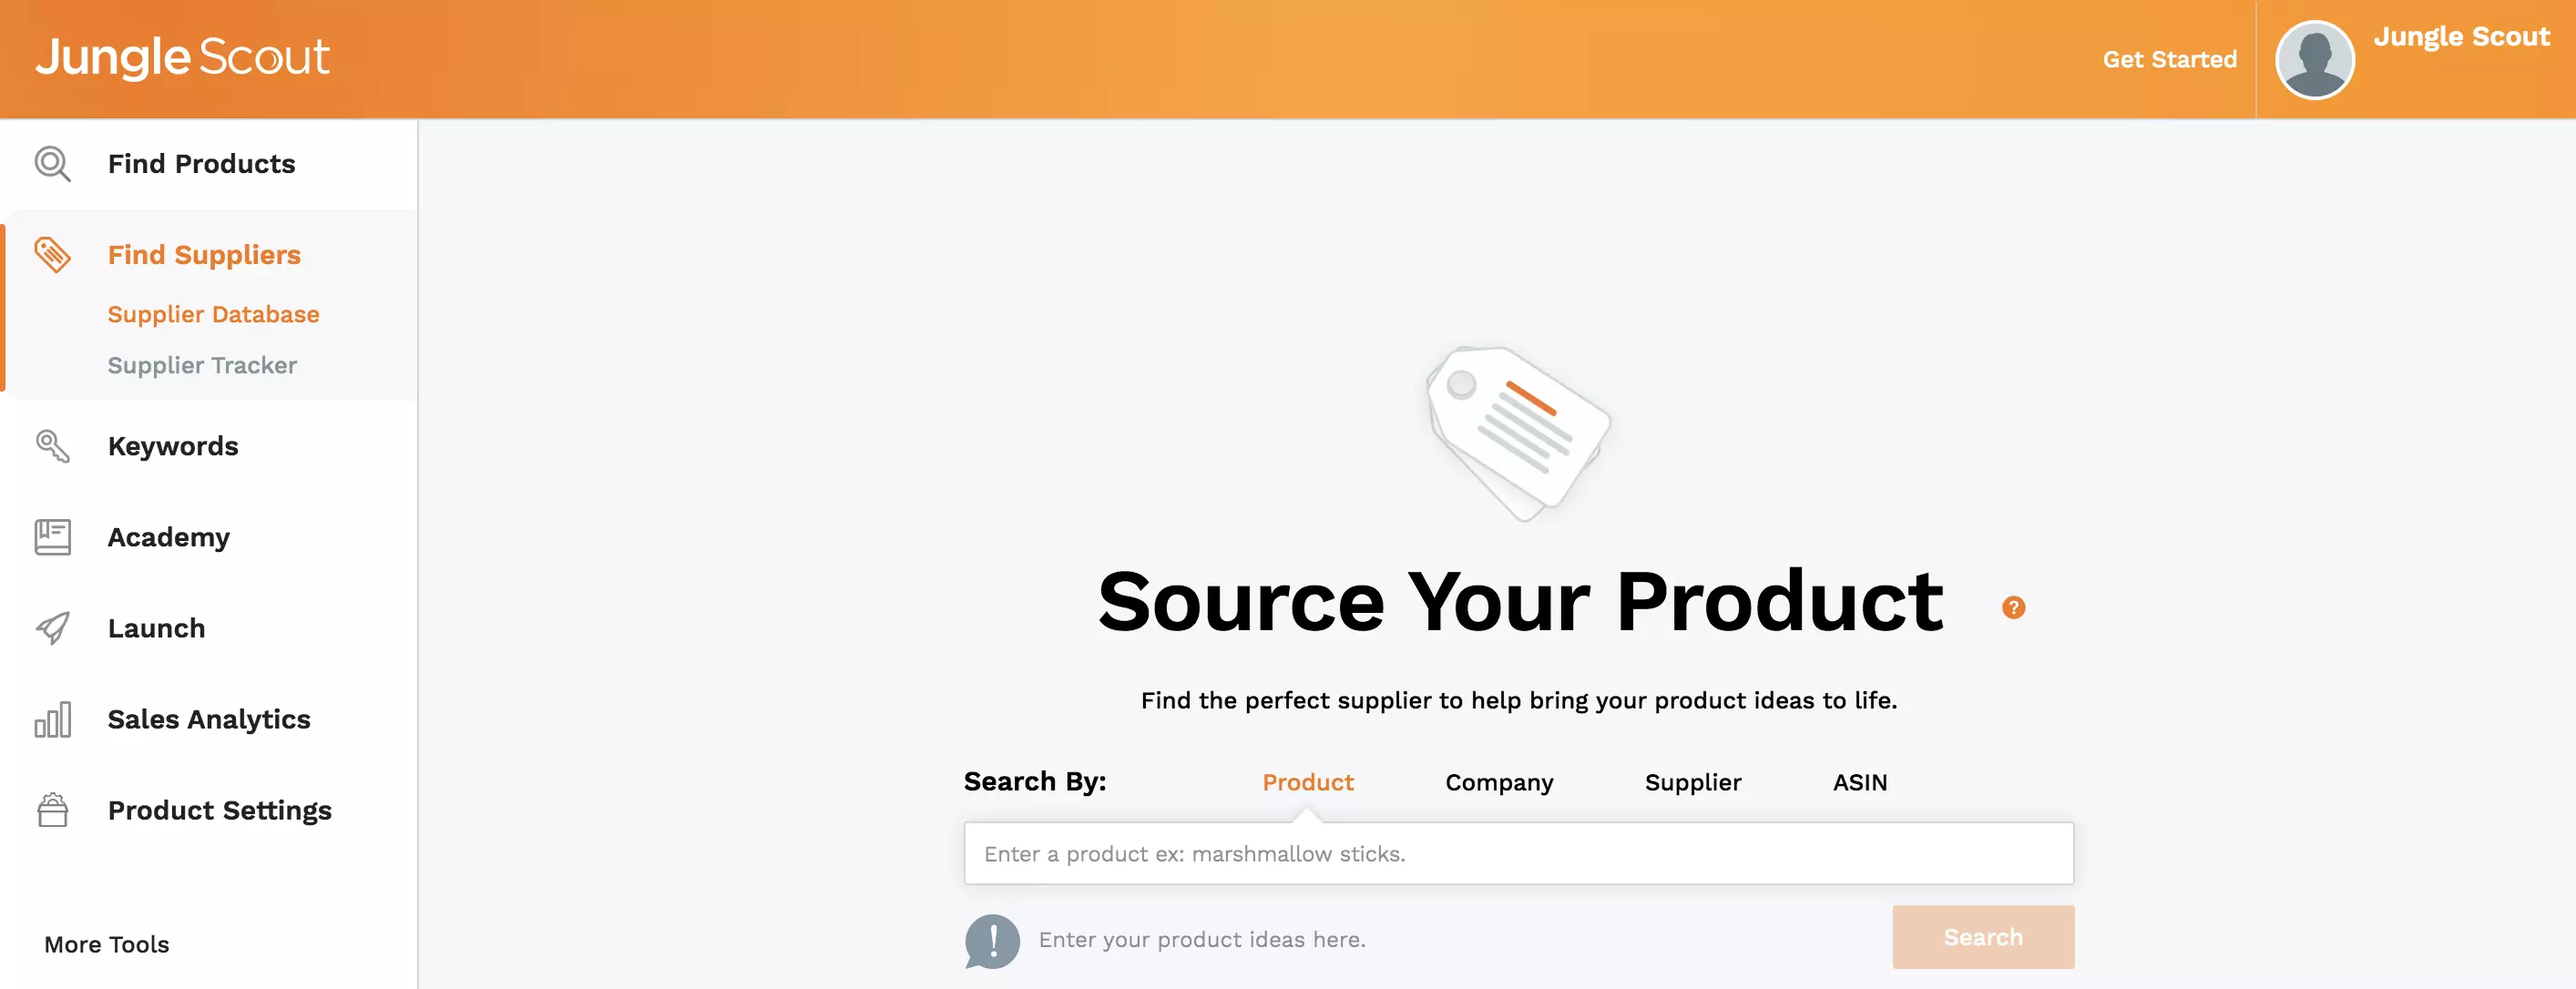 Jungle Scout
Get Started
Jungle Scout
Find Products
Find Suppliers
Supplier Database
Supplier Tracker
Keywords
Academy
Launch
Sales Analytics
Product Settings
More Tools
Source Your Product ?
Find the perfect supplier to help bring your product ideas to life.
Search By: Product Company Supplier ASIN
Enter a product ex: marshmallow sticks.
! Enter your product ideas here.
Search